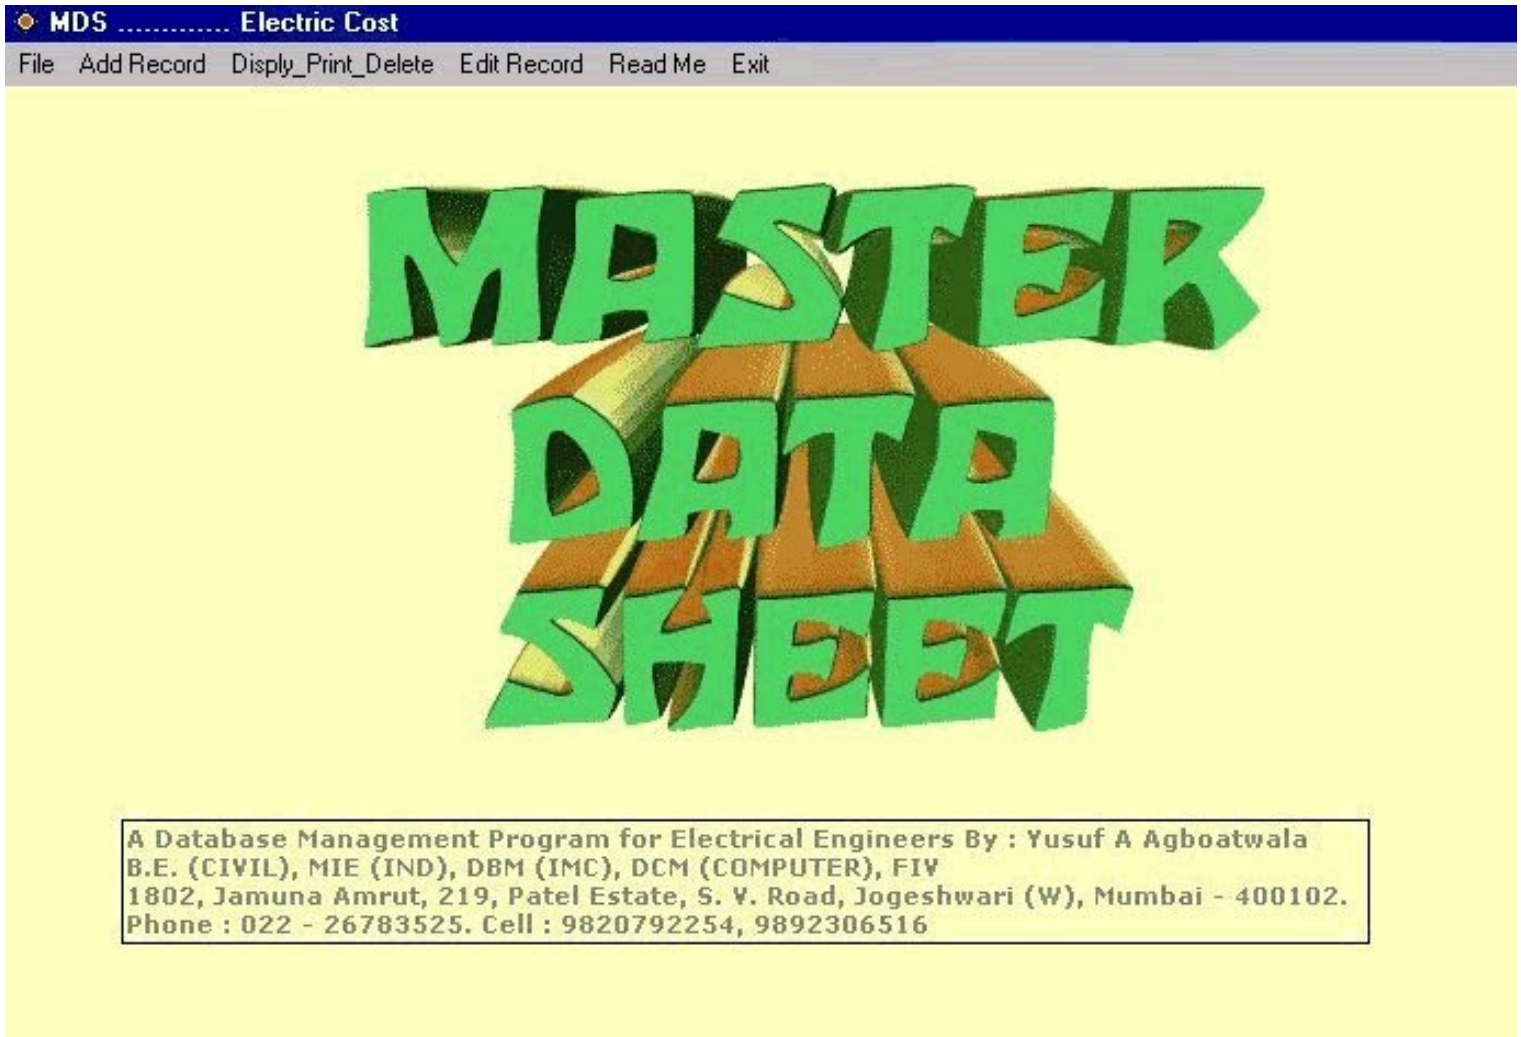 MDS ............. Electric Cost
File Add Record Disply_Print_Delete Edit Record Read Me Exit
MASTER
DATA
SHEET
A Database Management Program for Electrical Engineers By : Yusuf A Agboatwala
B.E. (CIVIL), MIE (IND), DBM (IMC), DCM (COMPUTER), FIV
1802, Jamuna Amrut, 219, Patel Estate, S. V. Road, Jogeshwari (W), Mumbai - 400102.
Phone : 022 - 26783525. Cell : 9820792254, 9892306516